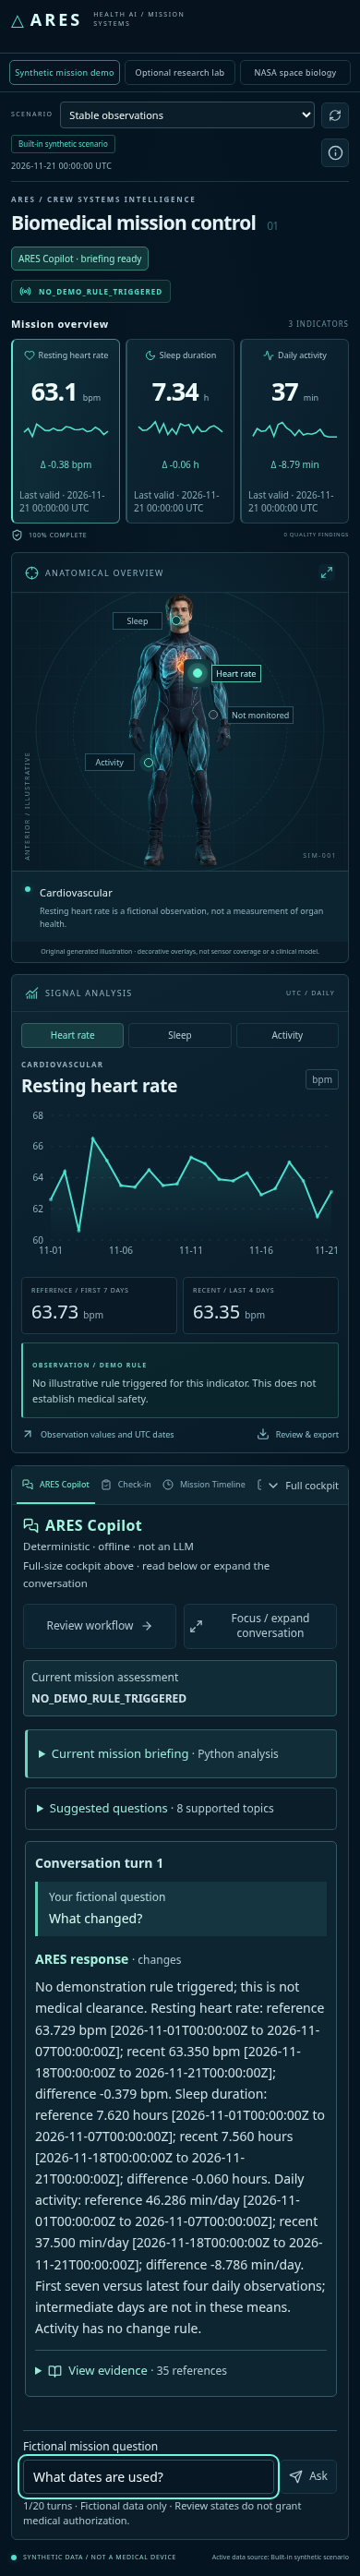 ARES
HEALTH AI / MISSION
SYSTEMS
Synthetic mission demo
Optional research lab
NASA space biology
SCENARIO
Stable observations
Built-in synthetic scenario
2026-11-21 00:00:00 UTC
ARES / CREW SYSTEMS INTELLIGENCE
Biomedical mission control 01
ARES Copilot · briefing ready
NO_DEMO_RULE_TRIGGERED
Mission overview
3 INDICATORS
Resting heart rate
63.1 bpm
Δ -0.38 bpm
Last valid · 2026-11-
21 00:00:00 UTC
Sleep duration
7.34 h
Δ -0.06 h
Last valid · 2026-11-
21 00:00:00 UTC
Daily activity
37 min
Δ -8.79 min
Last valid · 2026-11-
21 00:00:00 UTC
100% COMPLETE
0 QUALITY FINDINGS
ANATOMICAL OVERVIEW
Sleep
Heart rate
Not monitored
Activity
ANTERIOR / ILLUSTRATIVE
SIM-001
Cardiovascular
Resting heart rate is a fictional observation, not a measurement of organ
health.
Original generated illustration · decorative overlays, not sensor coverage or a clinical model.
SIGNAL ANALYSIS
UTC / DAILY
Heart rate
Sleep
Activity
CARDIOVASCULAR
Resting heart rate
bpm
68
66
64
62
60
11-01
11-06
11-11
11-16
11-21
REFERENCE / FIRST 7 DAYS
63.73 bpm
RECENT / LAST 4 DAYS
63.35 bpm
OBSERVATION / DEMO RULE
No illustrative rule triggered for this indicator. This does not
establish medical safety.
Observation values and UTC dates
Review & export
ARES Copilot
Check-in
Mission Timeline
Full cockpit
ARES Copilot
Deterministic · offline · not an LLM
Full-size cockpit above · read below or expand the
conversation
Review workflow
Focus / expand
conversation
Current mission assessment
NO_DEMO_RULE_TRIGGERED
Current mission briefing · Python analysis
Suggested questions · 8 supported topics
Conversation turn 1
Your fictional question
What changed?
ARES response · changes
No demonstration rule triggered; this is not
medical clearance. Resting heart rate: reference
63.729 bpm [2026-11-01T00:00:00Z to 2026-11-
07T00:00:00Z]; recent 63.350 bpm [2026-11-
18T00:00:00Z to 2026-11-21T00:00:00Z];
difference -0.379 bpm. Sleep duration:
reference 7.620 hours [2026-11-01T00:00:00Z to
2026-11-07T00:00:00Z]; recent 7.560 hours
[2026-11-18T00:00:00Z to 2026-11-
21T00:00:00Z]; difference -0.060 hours. Daily
activity: reference 46.286 min/day [2026-11-
01T00:00:00Z to 2026-11-07T00:00:00Z]; recent
37.500 min/day [2026-11-18T00:00:00Z to 2026-
11-21T00:00:00Z]; difference -8.786 min/day.
First seven versus latest four daily observations;
intermediate days are not in these means.
Activity has no change rule.
View evidence · 35 references
Fictional mission question
What dates are used?
Ask
1/20 turns · Fictional data only · Review states do not grant
medical authorization.
SYNTHETIC DATA / NOT A MEDICAL DEVICE
Active data source: Built-in synthetic scenario